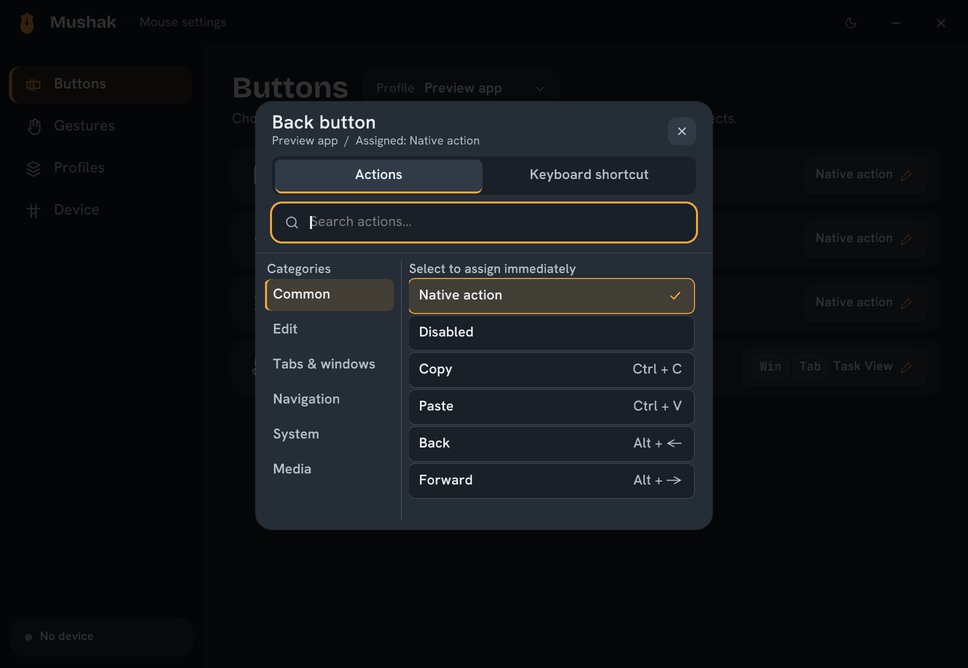 Mushak Mouse settings
Buttons
Gestures
Profiles
Device
No device
Buttons Profile Preview app
Cho ects.
Native action
Native action
Native action
Win Tab Task View
Back button
Preview app / Assigned: Native action
Actions Keyboard shortcut
Search actions...
Categories
Common
Edit
Tabs & windows
Navigation
System
Media
Select to assign immediately
Native action
Disabled
Copy Ctrl + C
Paste Ctrl + V
Back Alt + ←
Forward Alt + →